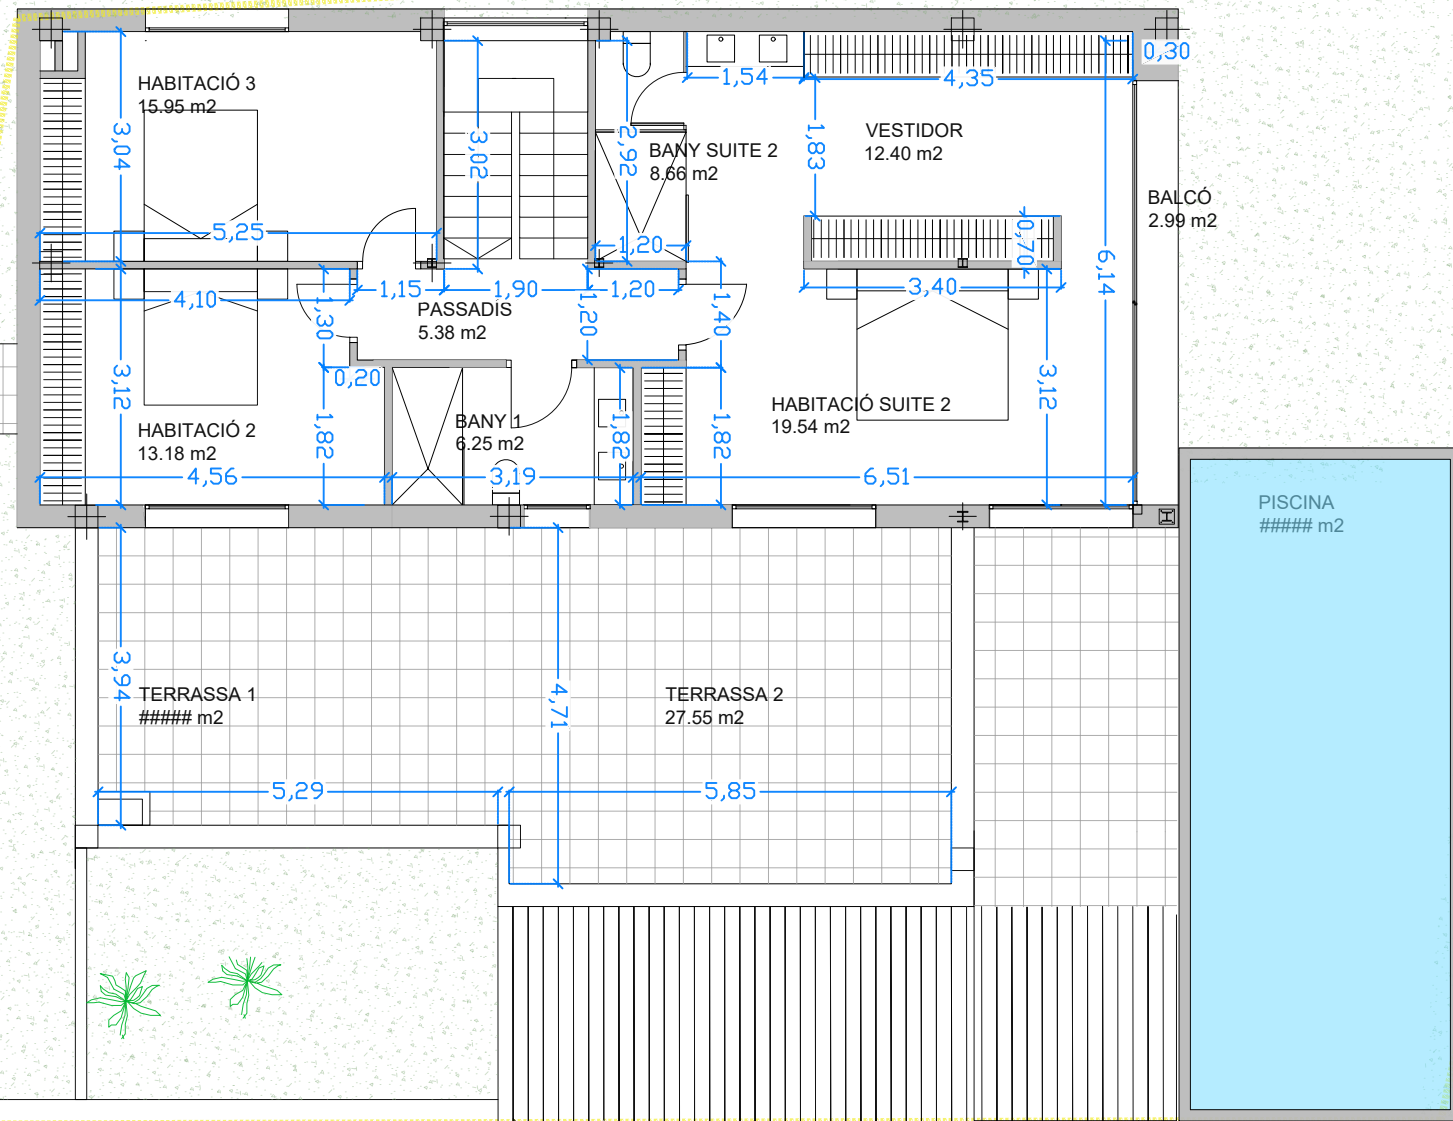 HABITACIÓ 3
15.95 m2
3,04
5,25
3,02
2,92
1,54
4,35
0,30
1,83
VESTIDOR
12.40 m2
BANY SUITE 2
8.66 m2
BALCÓ
2.99 m2
1,20
0,70
6,14
4,10
1,15
1,90
1,20
3,40
PASSADÍS
5.38 m2
1,30
1,20
1,40
0,20
3,12
3,12
HABITACIÓ 2
13.18 m2
1,82
BANY 1
6.25 m2
1,82
1,82
HABITACIÓ SUITE 2
19.54 m2
4,56
3,19
6,51
PISCINA
##### m2
3,94
TERRASSA 1
##### m2
4,71
TERRASSA 2
27.55 m2
5,29
5,85